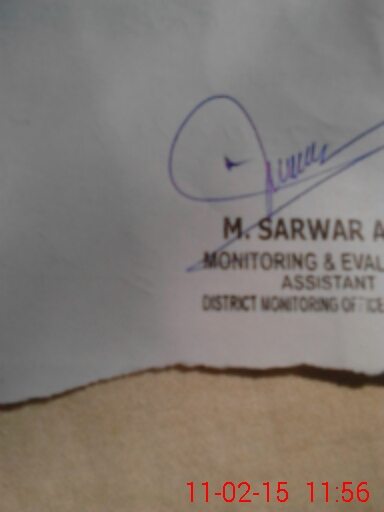 M. SARWAR A
MONITORING & EVAL
ASSISTANT
DISTRICT MONITORING OFFICE
11-02-15 11:56